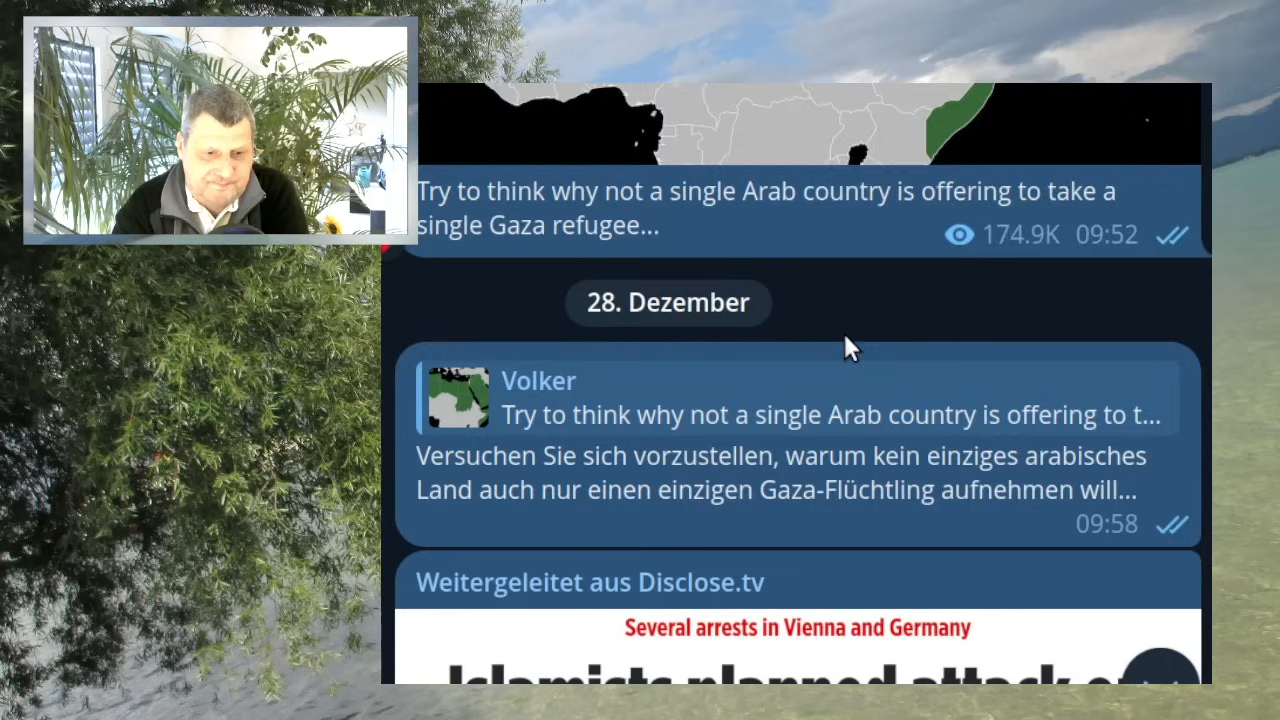 Try to think why not a single Arab country is offering to take a
single Gaza refugee...
174.9K 09:52
28. Dezember
Volker
Try to think why not a single Arab country is offering to t...
Versuchen Sie sich vorzustellen, warum kein einziges arabisches
Land auch nur einen einzigen Gaza-Flüchtling aufnehmen will...
09:58
Weitergeleitet aus Disclose.tv
Several arrests in Vienna and Germany
Islamists planned attack